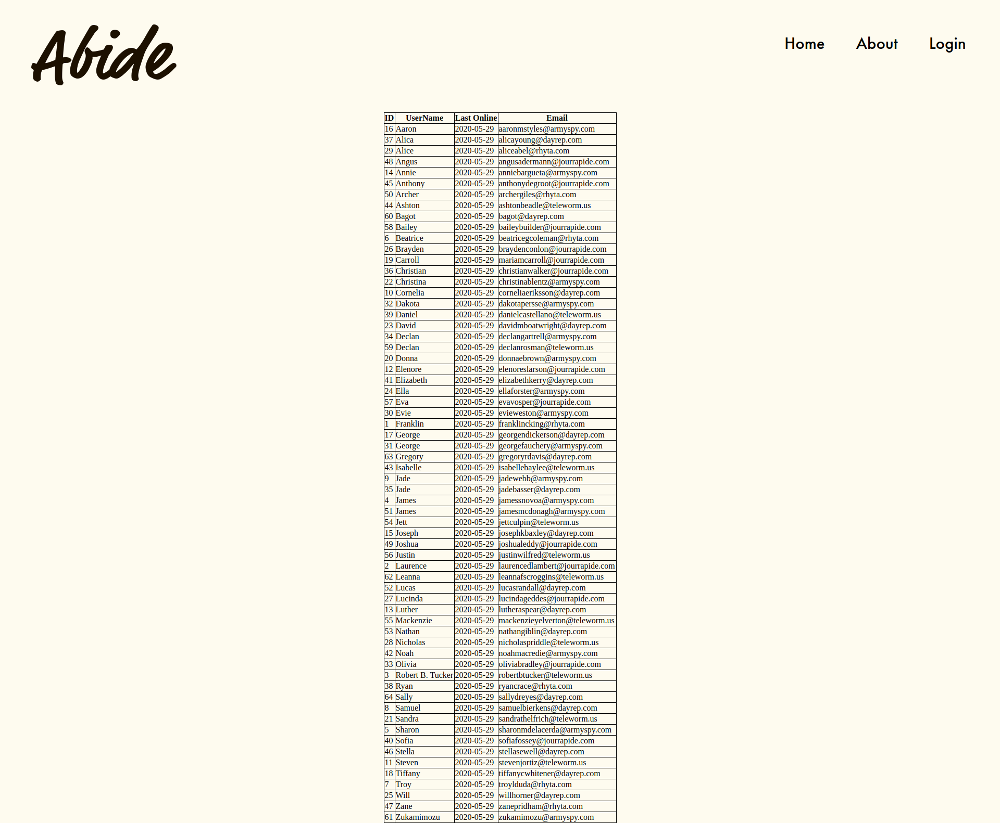 Abide
Home About Login
ID UserName Last Online Email
16 Aaron 2020-05-29 aaronmstyles@armyspy.com
37 Alica 2020-05-29 alicayoung@dayrep.com
29 Alice 2020-05-29 aliceabel@rhyta.com
48 Angus 2020-05-29 angusadermann@jourrapide.com
14 Annie 2020-05-29 anniebargueta@armyspy.com
45 Anthony 2020-05-29 anthonydegroot@jourrapide.com
50 Archer 2020-05-29 archergiles@rhyta.com
44 Ashton 2020-05-29 ashtonbeadle@teleworm.us
60 Bagot 2020-05-29 bagot@dayrep.com
58 Bailey 2020-05-29 baileybuilder@jourrapide.com
6 Beatrice 2020-05-29 beatricegcoleman@rhyta.com
26 Brayden 2020-05-29 braydenconlon@jourrapide.com
19 Carroll 2020-05-29 mariamcarroll@jourrapide.com
36 Christian 2020-05-29 christianwalker@jourrapide.com
22 Christina 2020-05-29 christinablentz@armyspy.com
10 Cornelia 2020-05-29 corneliaeriksson@dayrep.com
32 Dakota 2020-05-29 dakotapersse@armyspy.com
39 Daniel 2020-05-29 danielcastellano@teleworm.us
23 David 2020-05-29 davidmboatwright@dayrep.com
34 Declan 2020-05-29 declangartrell@armyspy.com
59 Declan 2020-05-29 declanrosman@teleworm.us
20 Donna 2020-05-29 donnaebrown@armyspy.com
12 Elenore 2020-05-29 elenoreslarson@jourrapide.com
41 Elizabeth 2020-05-29 elizabethkerry@dayrep.com
24 Ella 2020-05-29 ellaforster@armyspy.com
57 Eva 2020-05-29 evavosper@jourrapide.com
30 Evie 2020-05-29 evieweston@armyspy.com
1 Franklin 2020-05-29 franklincking@rhyta.com
17 George 2020-05-29 georgendickerson@dayrep.com
31 George 2020-05-29 georgefauchery@armyspy.com
63 Gregory 2020-05-29 gregoryrdavis@dayrep.com
43 Isabelle 2020-05-29 isabellebaylee@teleworm.us
9 Jade 2020-05-29 jadewebb@armyspy.com
35 Jade 2020-05-29 jadebasser@dayrep.com
4 James 2020-05-29 jamessnovoa@armyspy.com
51 James 2020-05-29 jamesmcdonagh@armyspy.com
54 Jett 2020-05-29 jettculpin@teleworm.us
15 Joseph 2020-05-29 josephkbaxley@dayrep.com
49 Joshua 2020-05-29 joshualeddy@jourrapide.com
56 Justin 2020-05-29 justinwilfred@teleworm.us
2 Laurence 2020-05-29 laurencedlambert@jourrapide.com
62 Leanna 2020-05-29 leannafscroggins@teleworm.us
52 Lucas 2020-05-29 lucasrandall@dayrep.com
27 Lucinda 2020-05-29 lucindageddes@jourrapide.com
13 Luther 2020-05-29 lutheraspear@dayrep.com
55 Mackenzie 2020-05-29 mackenzieyelverton@teleworm.us
53 Nathan 2020-05-29 nathangiblin@dayrep.com
28 Nicholas 2020-05-29 nicholaspriddle@teleworm.us
42 Noah 2020-05-29 noahmacredie@armyspy.com
33 Olivia 2020-05-29 oliviabradley@jourrapide.com
3 Robert B. Tucker 2020-05-29 robertbtucker@teleworm.us
38 Ryan 2020-05-29 ryancrace@rhyta.com
64 Sally 2020-05-29 sallydreyes@dayrep.com
8 Samuel 2020-05-29 samuelbierkens@dayrep.com
21 Sandra 2020-05-29 sandrathelfrich@teleworm.us
5 Sharon 2020-05-29 sharonmdelacerda@armyspy.com
40 Sofia 2020-05-29 sofiafossey@jourrapide.com
46 Stella 2020-05-29 stellasewell@dayrep.com
11 Steven 2020-05-29 stevenjortiz@teleworm.us
18 Tiffany 2020-05-29 tiffanycwhitener@dayrep.com
7 Troy 2020-05-29 troylduda@rhyta.com
25 Will 2020-05-29 willhorner@dayrep.com
47 Zane 2020-05-29 zanepridham@rhyta.com
61 Zukamimozu 2020-05-29 zukamimozu@armyspy.com